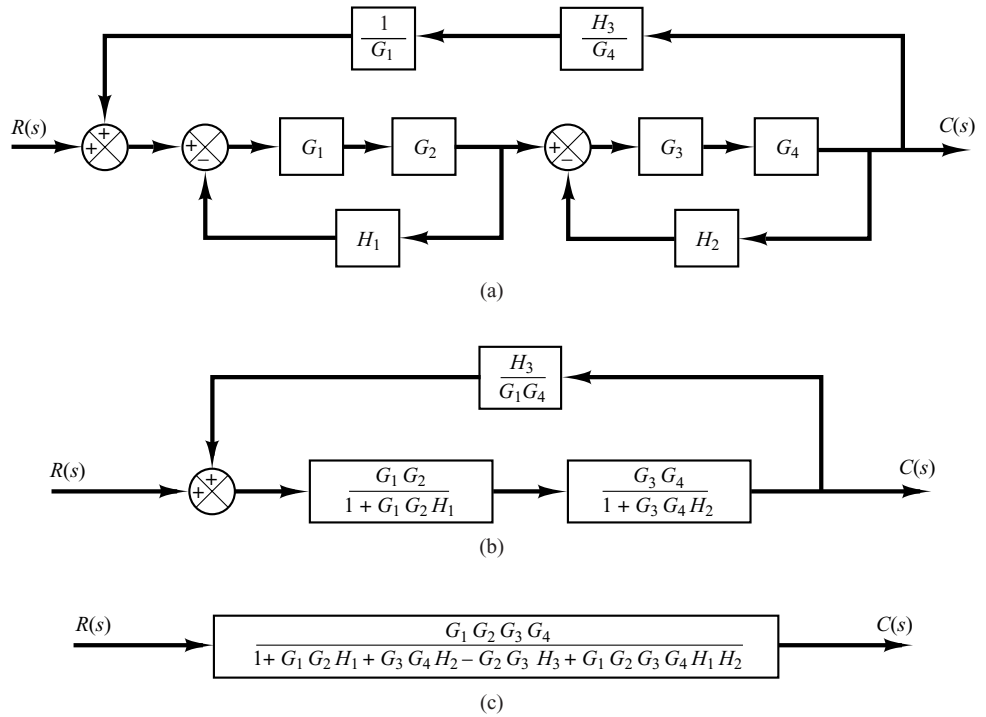 1
G1
H3
G4
R(s)
+
+
+
−
G1
G2
+
−
G3
G4
C(s)
H1
H2
(a)
H3
G1G4
R(s)
+
+
G1 G2
1 + G1 G2 H1
G3 G4
1 + G3 G4 H2
C(s)
(b)
R(s)
G1 G2 G3 G4
1+ G1 G2 H1 + G3 G4 H2 − G2 G3 H3 + G1 G2 G3 G4 H1 H2
C(s)
(c)